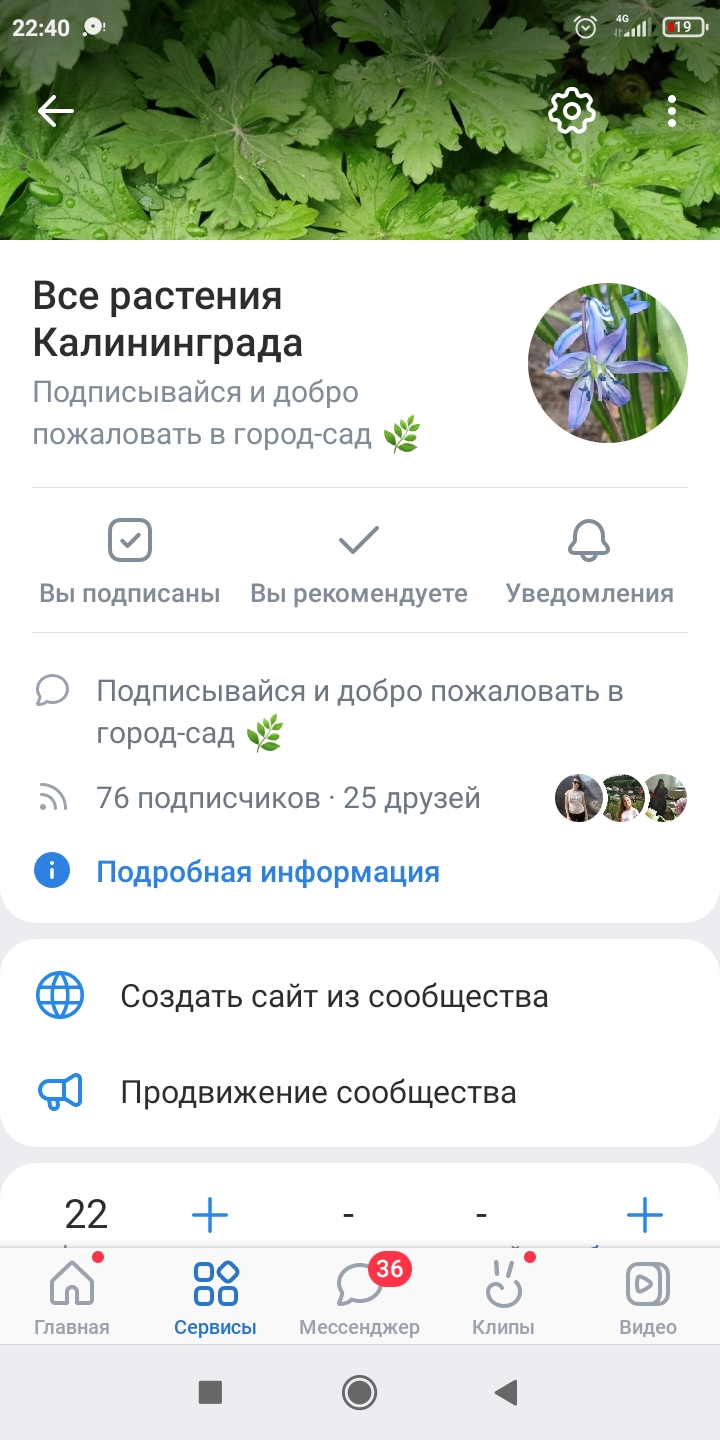 22:40
4G
19
Все растения
Калининграда
Подписывайся и добро
пожаловать в город-сад 🌿
Вы подписаны
Вы рекомендуете
Уведомления
Подписывайся и добро пожаловать в
город-сад 🌿
76 подписчиков · 25 друзей
Подробная информация
Создать сайт из сообщества
Продвижение сообщества
22 + - - +
36
Главная
Сервисы
Мессенджер
Клипы
Видео